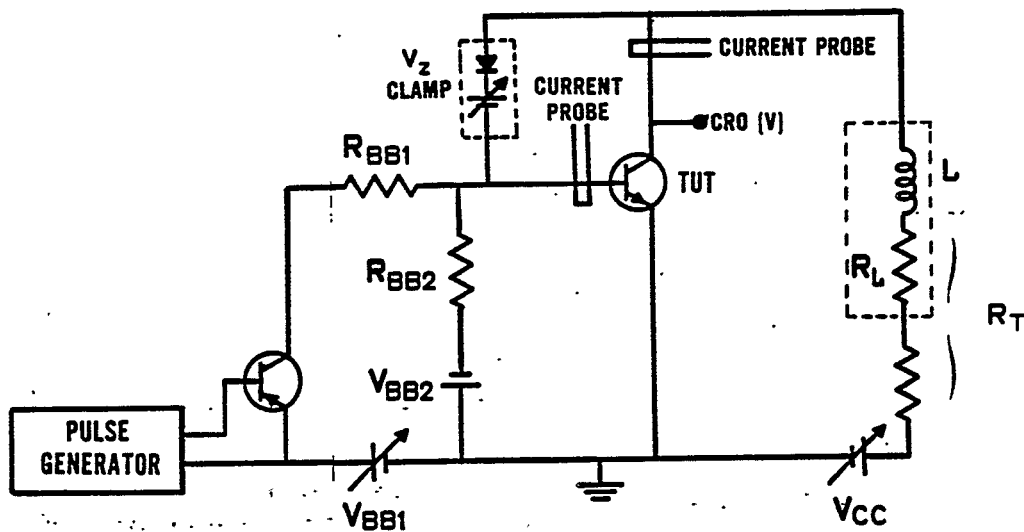 V_Z
CLAMP
CURRENT
PROBE
CURRENT PROBE
CRO (V)
R_BB1
TUT
L
R_BB2
R_L
R_T
V_BB2
PULSE
GENERATOR
V_BB1
V_CC